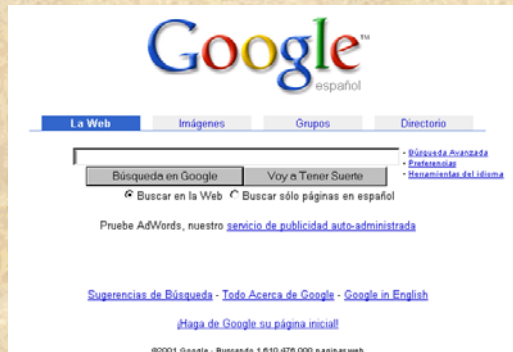 Google™
español
La Web Imágenes Grupos Directorio
· Búsqueda Avanzada
· Preferencias
· Herramientas del idioma
Búsqueda en Google Voy a Tener Suerte
Buscar en la Web Buscar sólo páginas en español
Pruebe AdWords, nuestro servicio de publicidad auto-administrada
Sugerencias de Búsqueda - Todo Acerca de Google - Google in English
¡Haga de Google su página inicial!
©2001 Google - Buscando 1,610,476,000 paginas web